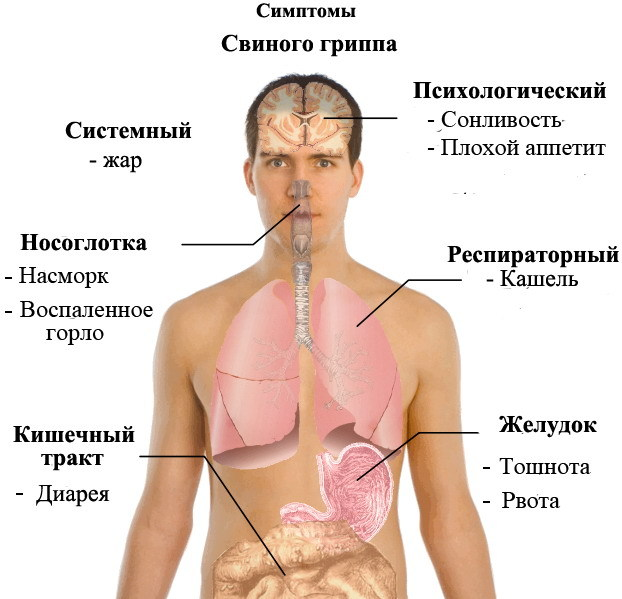 Симптомы
Свиного гриппа
Психологический
- Сонливость
- Плохой аппетит
Системный
- жар
Носоглотка
- Насморк
- Воспаленное
горло
Респираторный
- Кашель
Кишечный
тракт
- Диарея
Желудок
- Тошнота
- Рвота